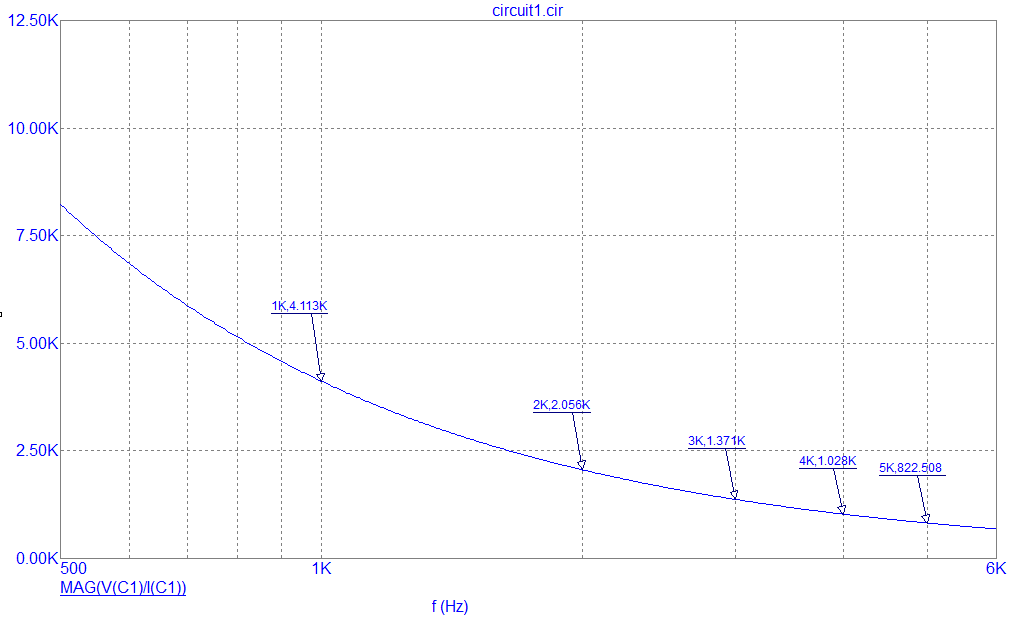 circuit1.cir
12.50K
10.00K
7.50K
5.00K
2.50K
0.00K
1K,4.113K
2K,2.056K
3K,1.371K
4K,1.028K
5K,822.508
500
1K
6K
MAG(V(C1)/I(C1))
f (Hz)